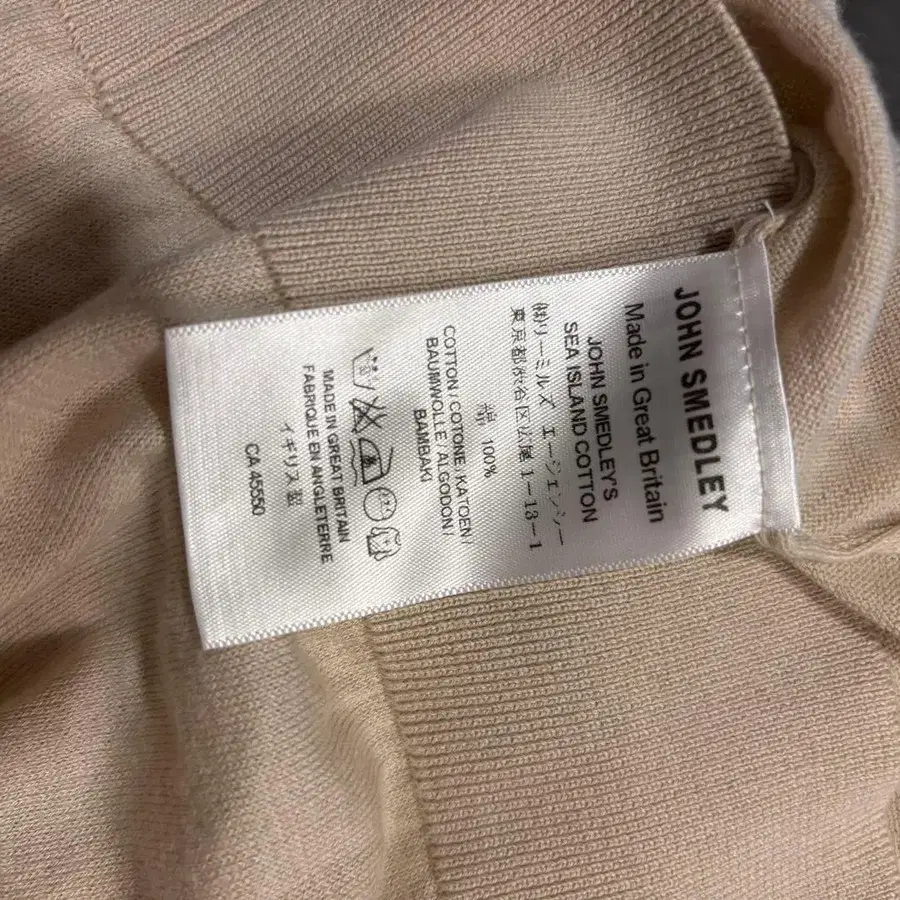 JOHN SMEDLEY
Made in Great Britain
JOHN SMEDLEY'S
SEA ISLAND COTTON
㈱リーミルズ エージェンシー
東京都渋谷区広尾1-13-1
綿 100%
COTTON / COTONE / KATOEN /
BAUMWOLLE / ALGODON /
BAMBAKI
MADE IN GREAT BRITAIN
FABRIQUE EN ANGLETERRE
イギリス製
CA 45550